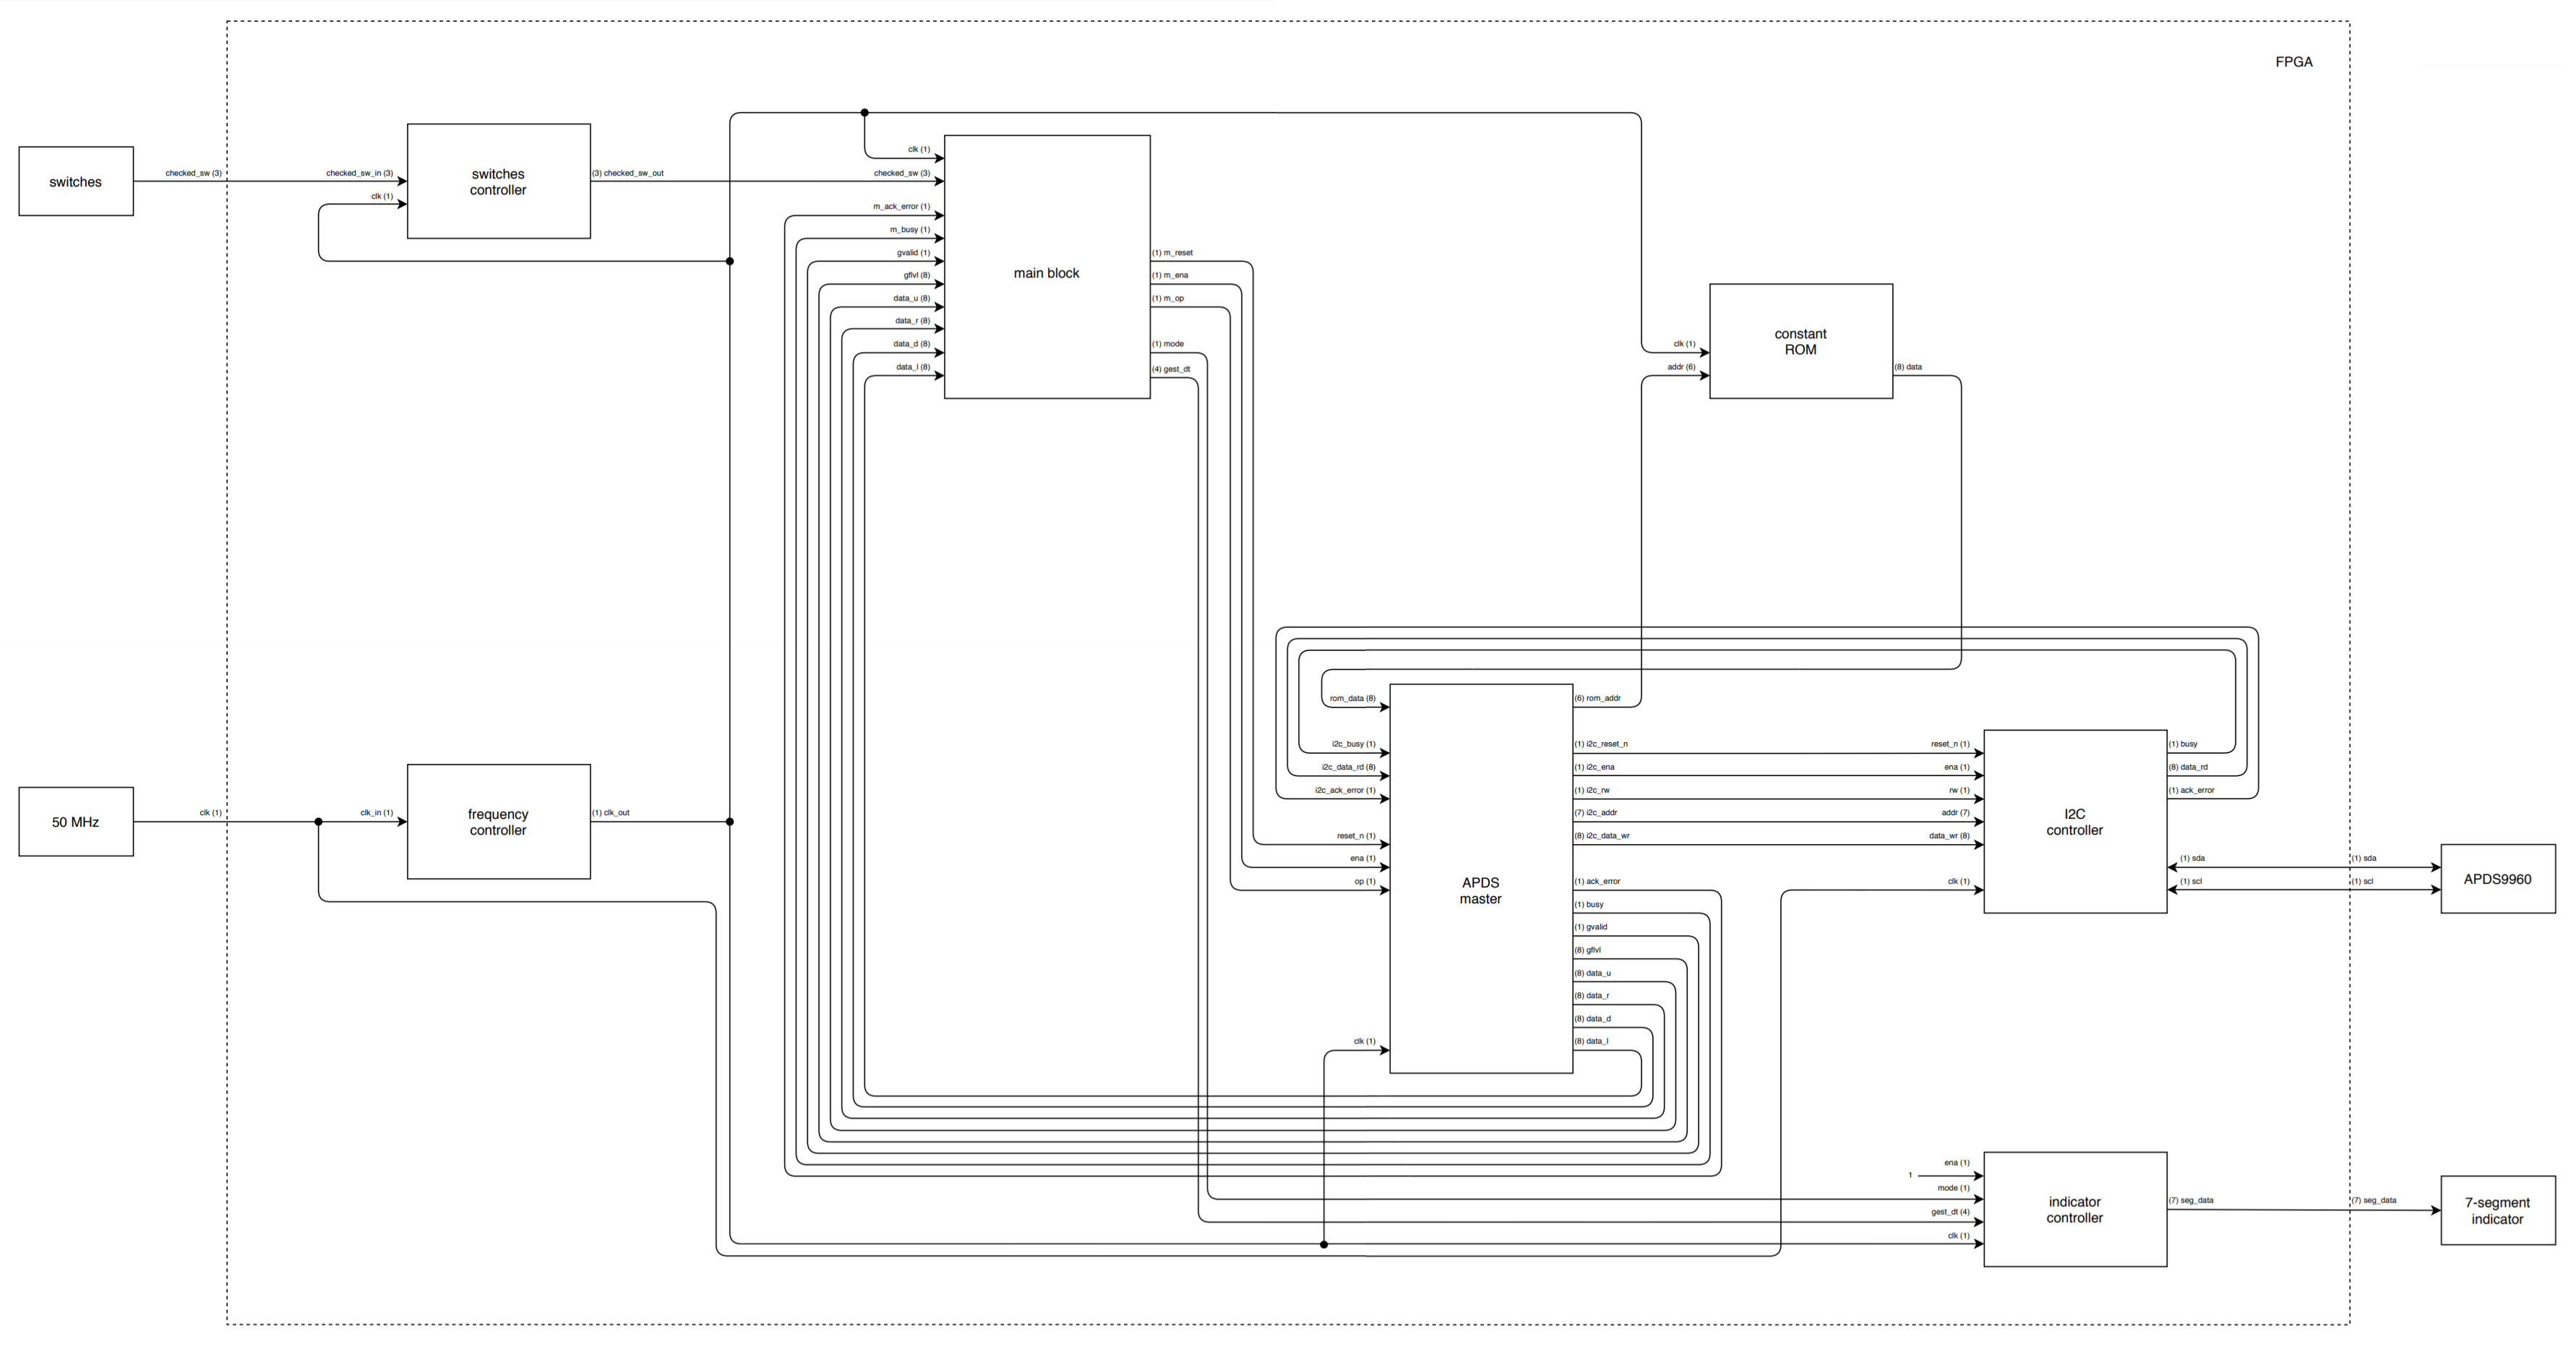 FPGA
switches
checked_sw (3)
checked_sw_in (3)
clk (1)
switches
controller
(3) checked_sw_out
clk (1)
checked_sw (3)
m_ack_error (1)
m_busy (1)
gvalid (1)
gflvl (8)
data_u (8)
data_r (8)
data_d (8)
data_l (8)
main block
(1) m_reset
(1) m_ena
(1) m_op
(1) mode
(4) gest_dt
clk (1)
addr (6)
constant
ROM
(8) data
50 MHz
clk (1)
clk_in (1)
frequency
controller
(1) clk_out
rom_data (8)
i2c_busy (1)
i2c_data_rd (8)
i2c_ack_error (1)
reset_n (1)
ena (1)
op (1)
clk (1)
APDS
master
(6) rom_addr
(1) i2c_reset_n
(1) i2c_ena
(1) i2c_rw
(7) i2c_addr
(8) i2c_data_wr
(1) ack_error
(1) busy
(1) gvalid
(8) gflvl
(8) data_u
(8) data_r
(8) data_d
(8) data_l
reset_n (1)
ena (1)
rw (1)
addr (7)
data_wr (8)
clk (1)
I2C
controller
(1) busy
(8) data_rd
(1) ack_error
(1) sda
(1) scl
(1) sda
(1) scl
APDS9960
ena (1)
1
mode (1)
gest_dt (4)
clk (1)
indicator
controller
(7) seg_data
(7) seg_data
7-segment
indicator